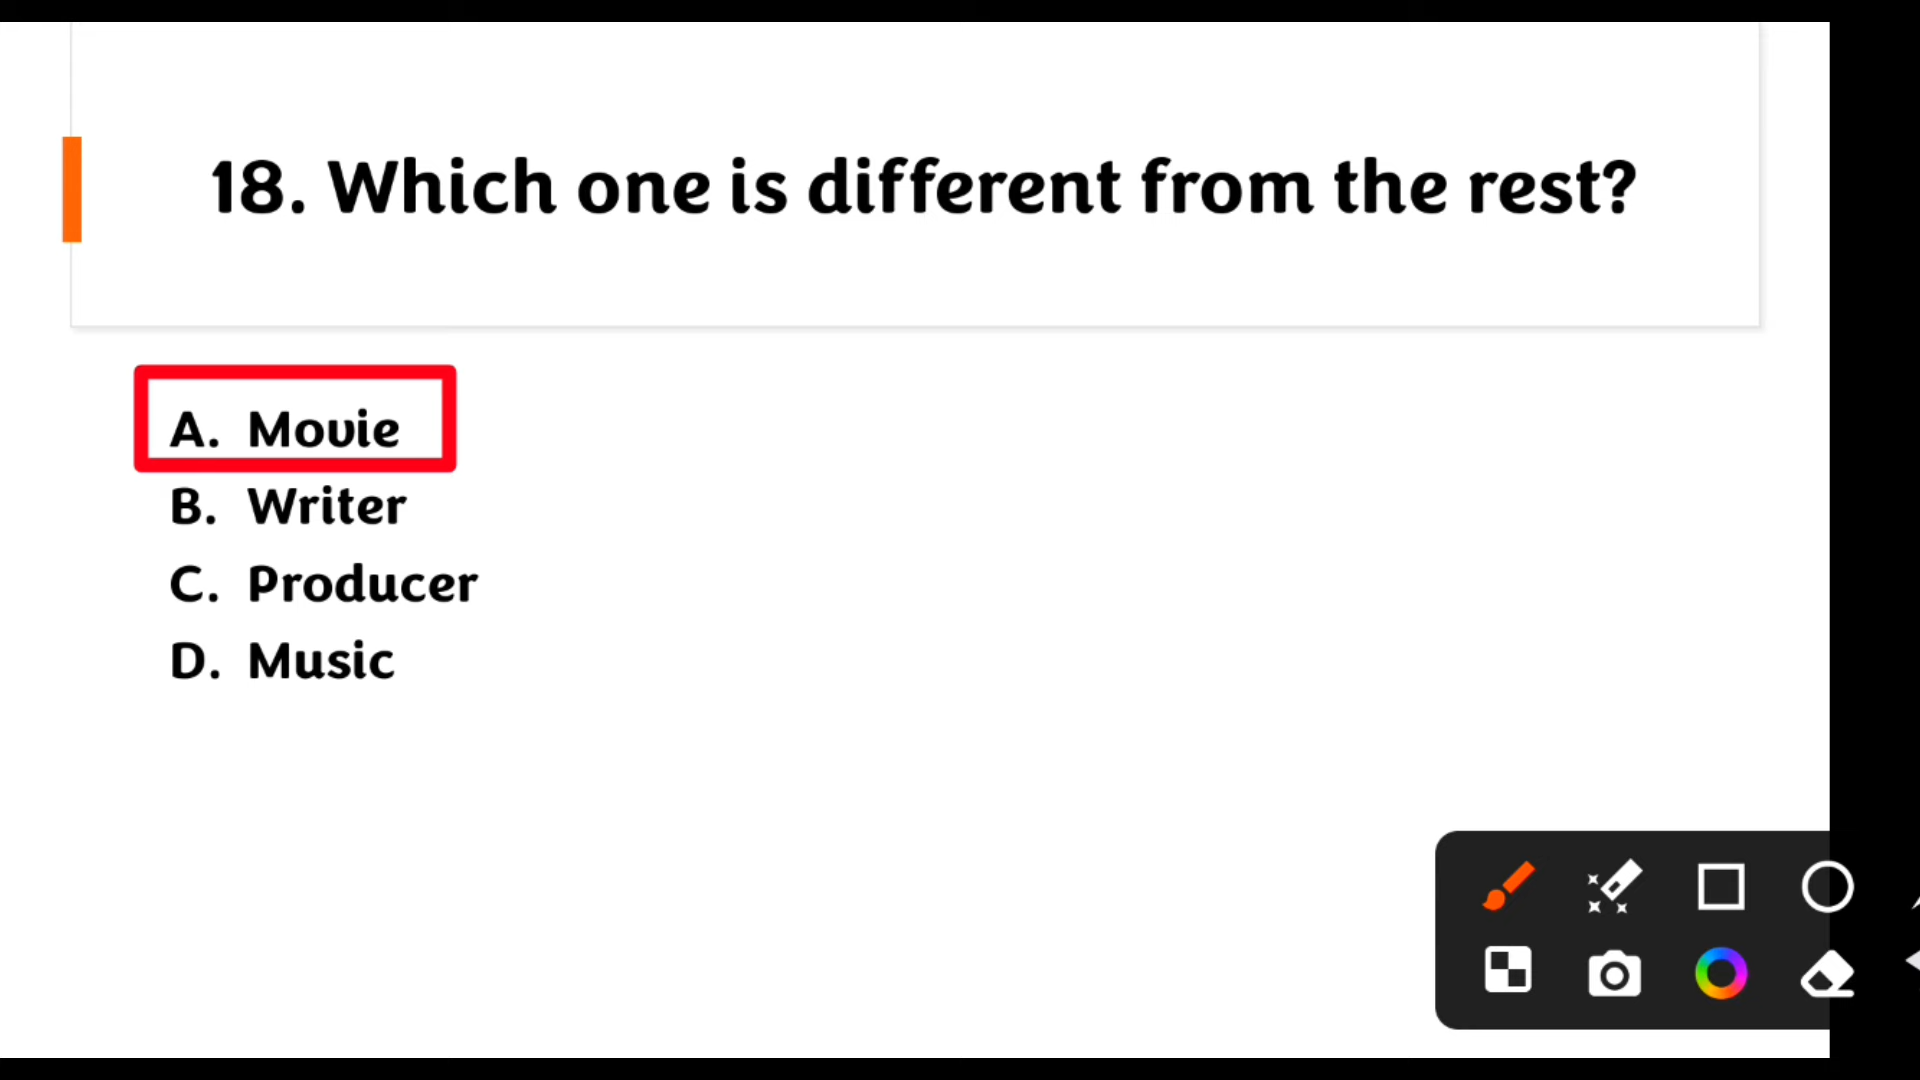 18. Which one is different from the rest?
A. Movie
B. Writer
C. Producer
D. Music